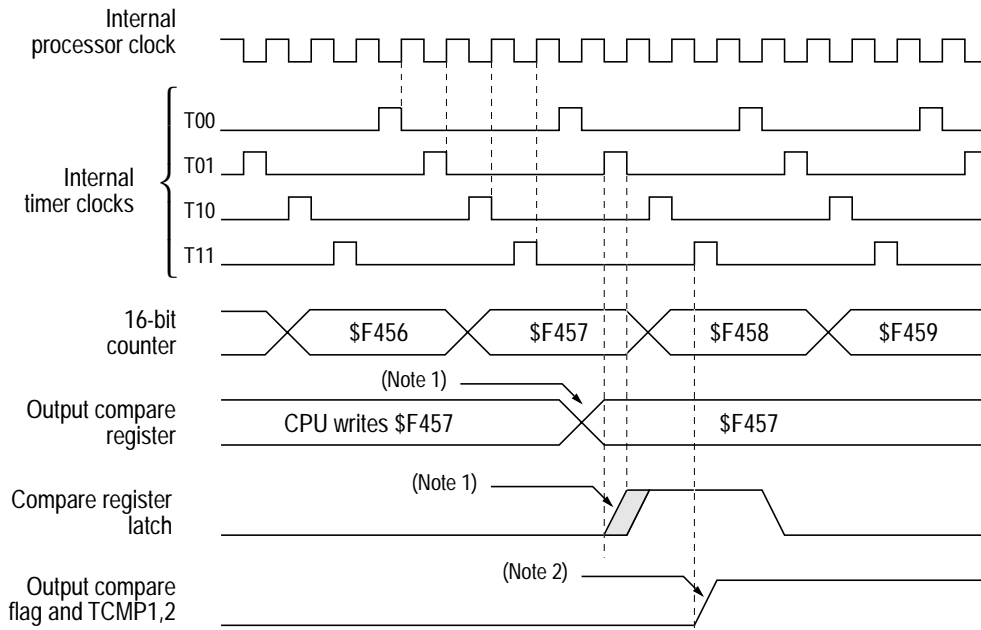 Internal
processor clock
T00
T01
Internal
timer clocks
T10
T11
16-bit
counter
$F456
$F457
$F458
$F459
(Note 1)
Output compare
register
CPU writes $F457
$F457
(Note 1)
Compare register
latch
(Note 2)
Output compare
flag and TCMP1,2